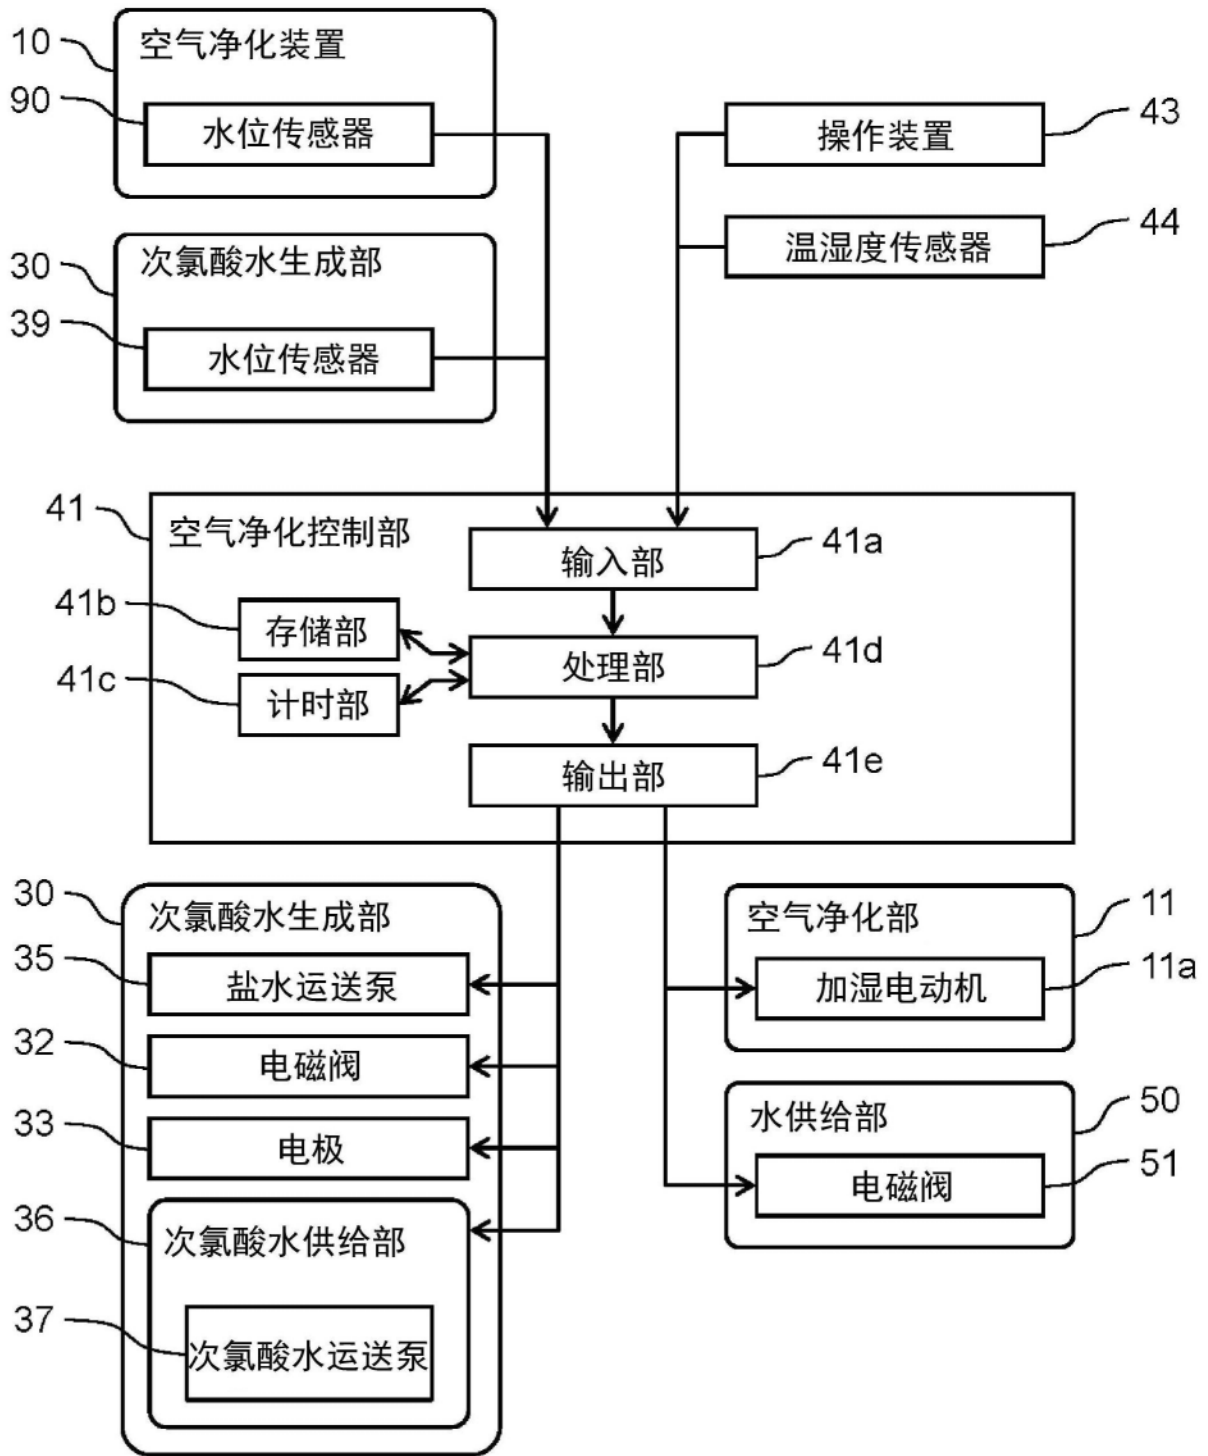 10
空气净化装置
90
水位传感器
操作装置
43
温湿度传感器
44
30
次氯酸水生成部
39
水位传感器
41
空气净化控制部
输入部
41a
41b
存储部
处理部
41d
41c
计时部
输出部
41e
30
次氯酸水生成部
35
盐水运送泵
32
电磁阀
33
电极
36
次氯酸水供给部
37
次氯酸水运送泵
空气净化部
11
加湿电动机
11a
水供给部
50
电磁阀
51